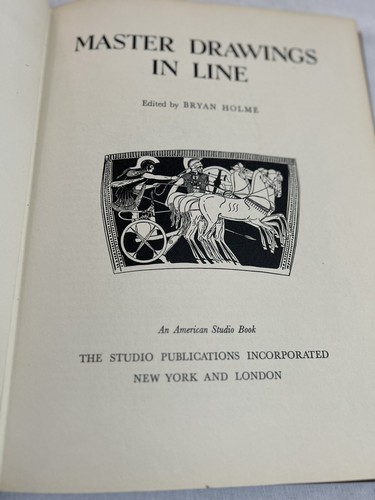 MASTER DRAWINGS
IN LINE
Edited by BRYAN HOLME
An American Studio Book
THE STUDIO PUBLICATIONS INCORPORATED
NEW YORK AND LONDON